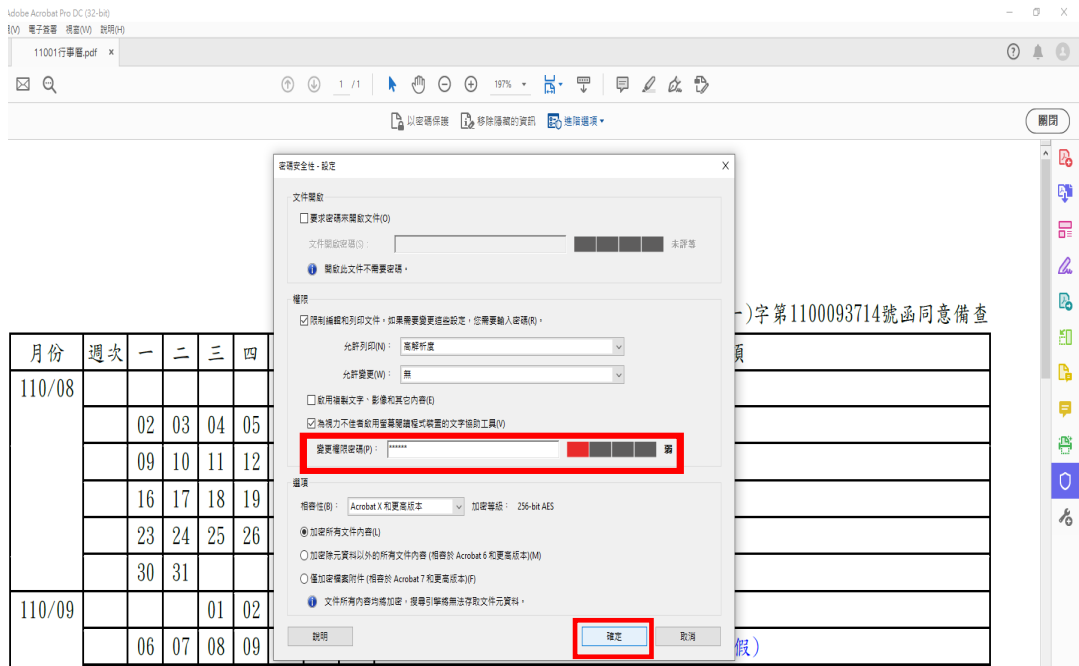 Adobe Acrobat Pro DC (32-bit)
(V) 電子簽署 視窗(W) 說明(H)
11001行事曆.pdf ×
1 / 1 197%
以密碼保護 移除隱藏的資訊 進階選項
關閉
密碼安全性 - 設定 X
文件開啟
要求密碼來開啟文件(O)
文件開啟密碼(S)： 未評等
開啟此文件不需要密碼。
權限
限制編輯和列印文件。如果需要變更這些設定，您需要輸入密碼(R)。
允許列印(N)： 高解析度
允許變更(W)： 無
啟用複製文字、影像和其它內容(E)
為視力不佳者啟用螢幕閱讀程式裝置的文字協助工具(V)
變更權限密碼(P)： ****** 弱
選項
相容性(B)： Acrobat X 和更高版本 加密等級： 256-bit AES
加密所有文件內容(L)
加密除元資料以外的所有文件內容 (相容於 Acrobat 6 和更高版本)(M)
僅加密檔案附件 (相容於 Acrobat 7 和更高版本)(F)
文件所有內容均將加密，搜尋引擎將無法存取文件元資料。
說明 確定 取消
)字第1100093714號函同意備查
月份 週次 一 二 三 四 項
110/08
02 03 04 05
09 10 11 12
16 17 18 19
23 24 25 26
30 31
110/09 01 02
06 07 08 09 假)